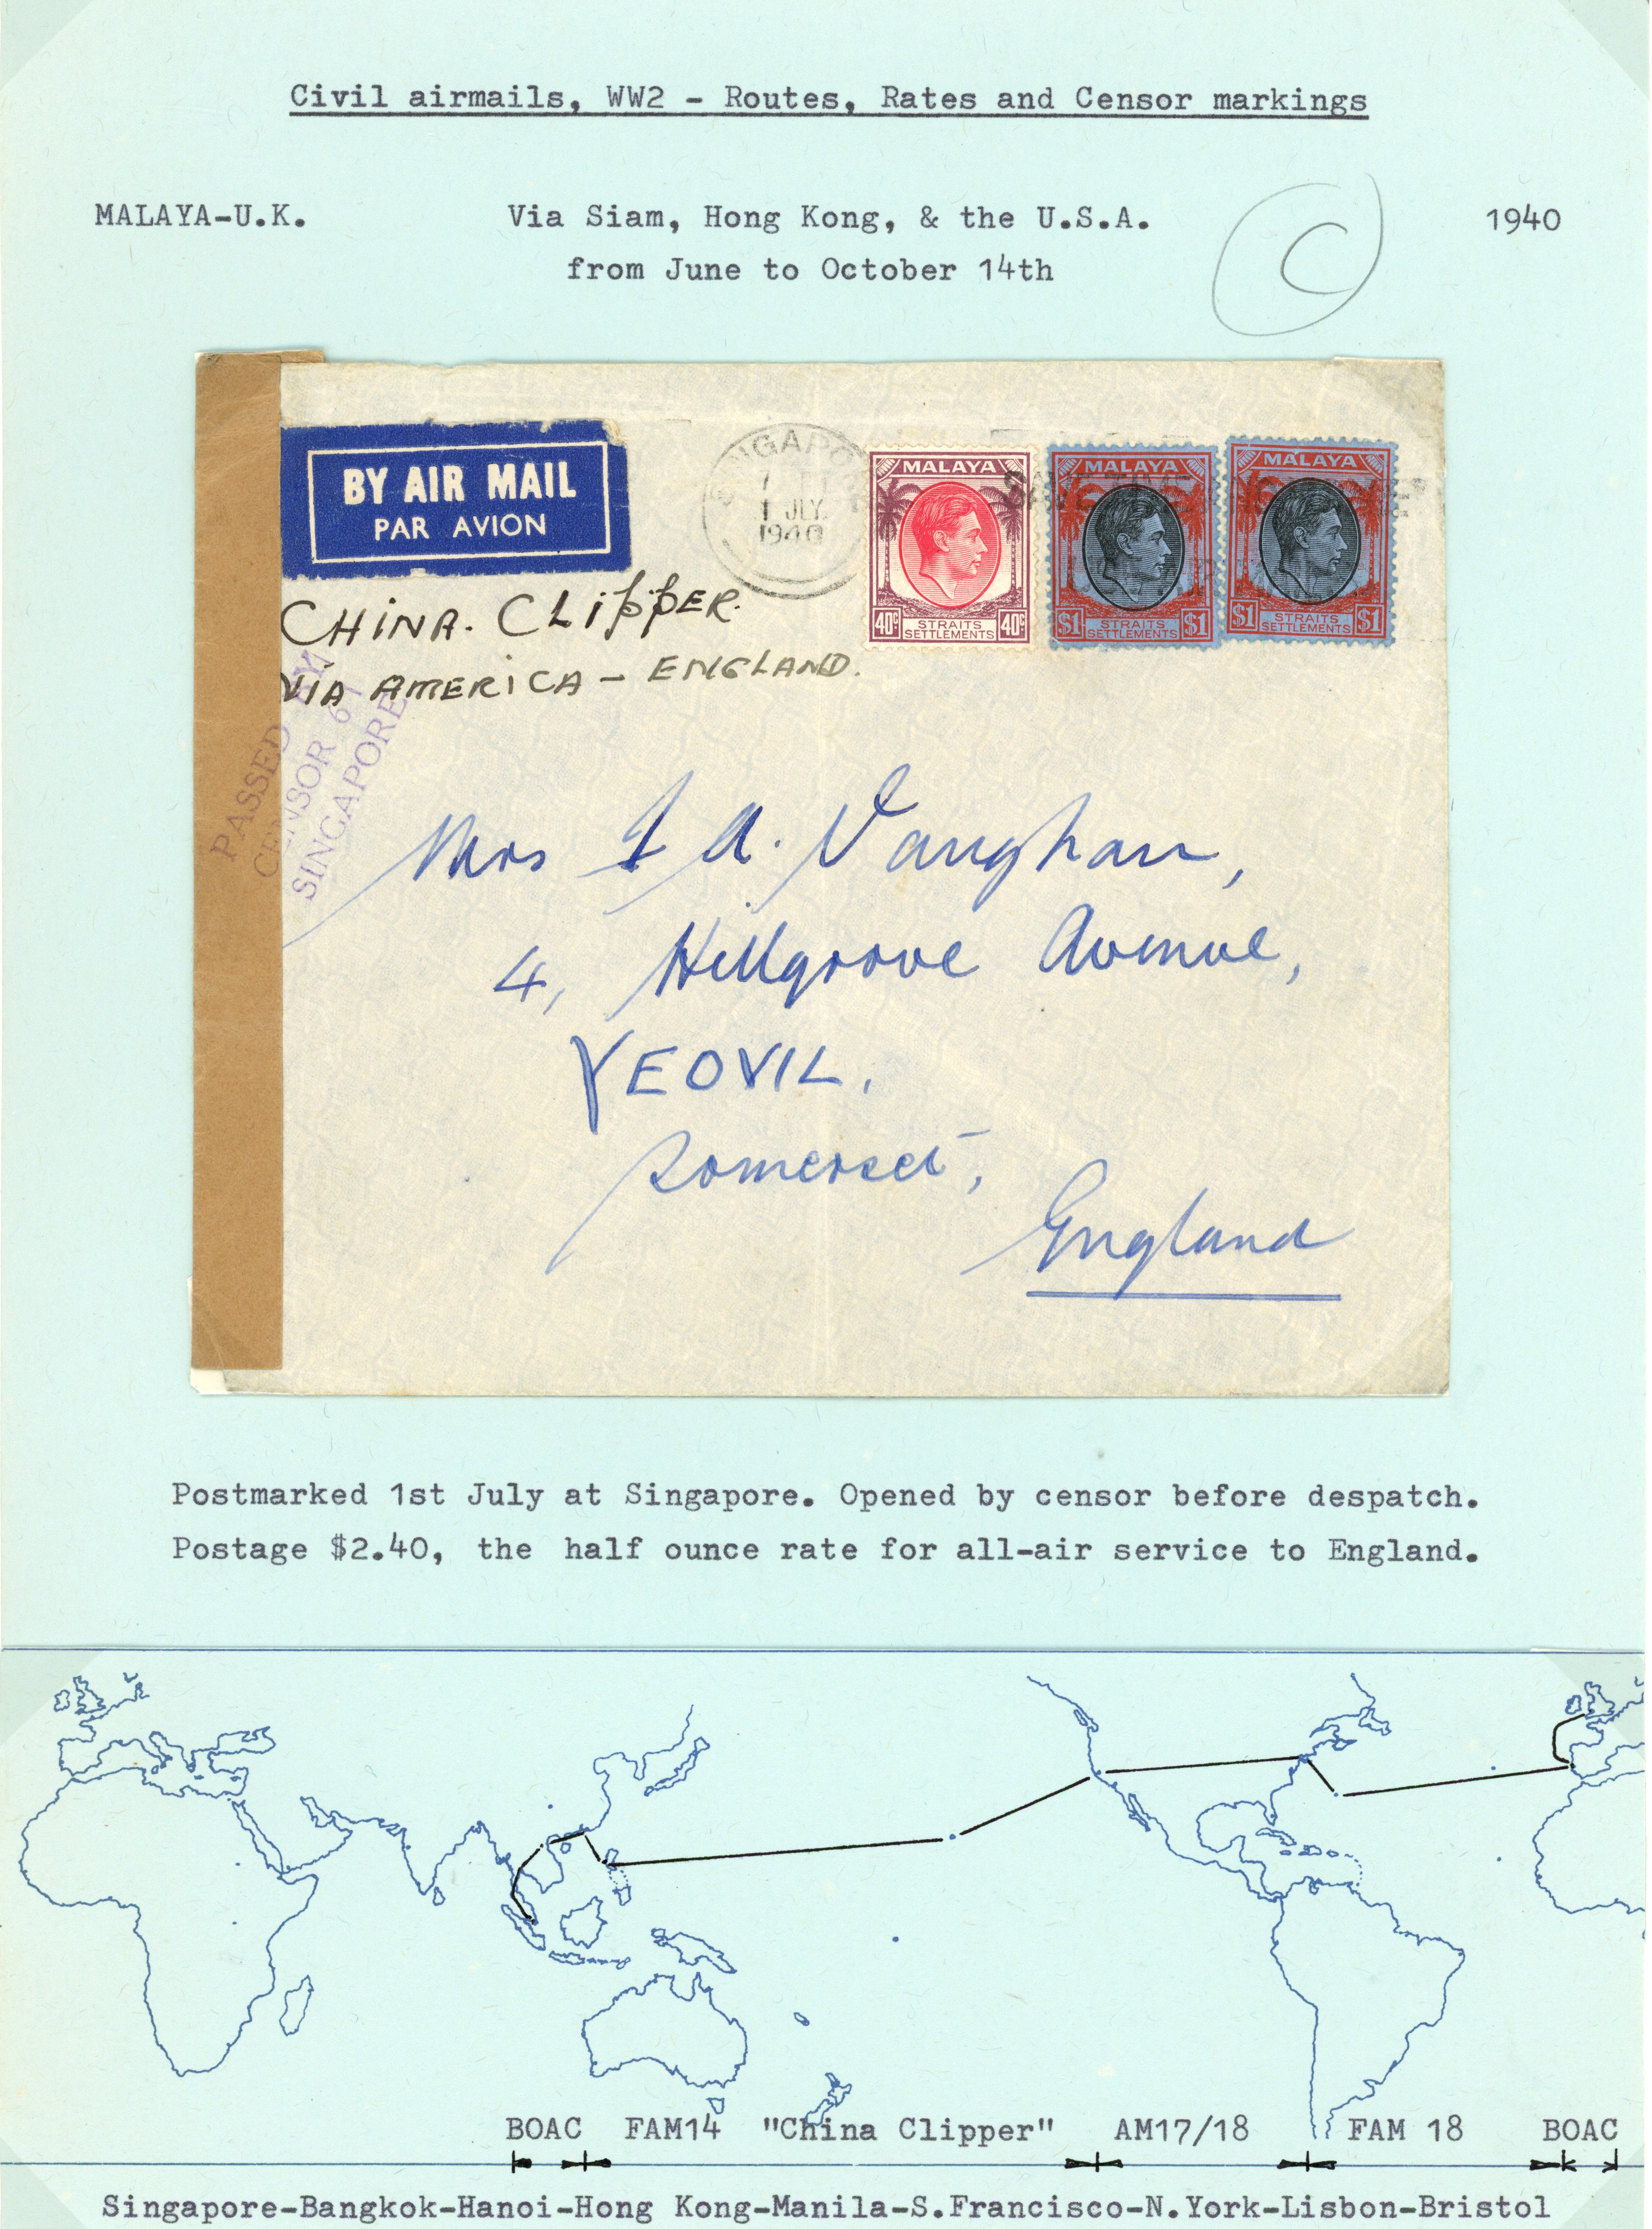 Civil airmails, WW2 - Routes, Rates and Censor markings
MALAYA-U.K. Via Siam, Hong Kong, & the U.S.A. 1940
from June to October 14th
C
BY AIR MAIL
PAR AVION
1 JLY.
1940
MALAYA
40c STRAITS SETTLEMENTS 40c
MALAYA
$1 STRAITS SETTLEMENTS $1
MALAYA
$1 STRAITS SETTLEMENTS $1
CHINA. CLIPPER.
VIA AMERICA - ENGLAND.
PASSED BY
CENSOR 61
SINGAPORE
Mrs I A. Vaughan,
4, Hillgrove Avenue,
YEOVIL.
Somerset,
England
Postmarked 1st July at Singapore. Opened by censor before despatch.
Postage $2.40, the half ounce rate for all-air service to England.
BOAC FAM14 "China Clipper" AM17/18 FAM 18 BOAC
Singapore-Bangkok-Hanoi-Hong Kong-Manila-S.Francisco-N.York-Lisbon-Bristol